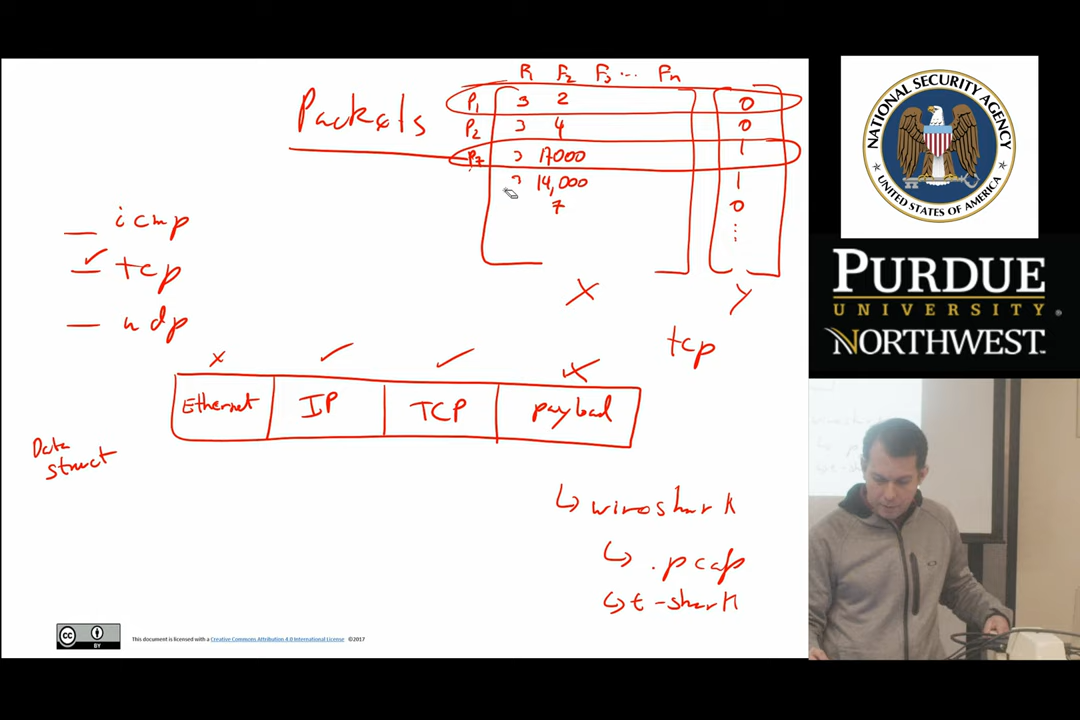 Packets
F1 F2 F3 ... Fn
P1 3 2 0
P2 3 4 0
P7 3 17000 1
? 14,000 1
7 0
⋮
X Y
icmp
✓ tcp
udp
tcp
x ✓ ✓ x
Ethernet IP TCP payload
Data
struct
↳ wireshark
↳ .pcap
↳ t-shark
CC BY
This document is licensed with a Creative Commons Attribution 4.0 International License ©2017
NATIONAL SECURITY AGENCY
UNITED STATES OF AMERICA
PURDUE
UNIVERSITY
NORTHWEST™